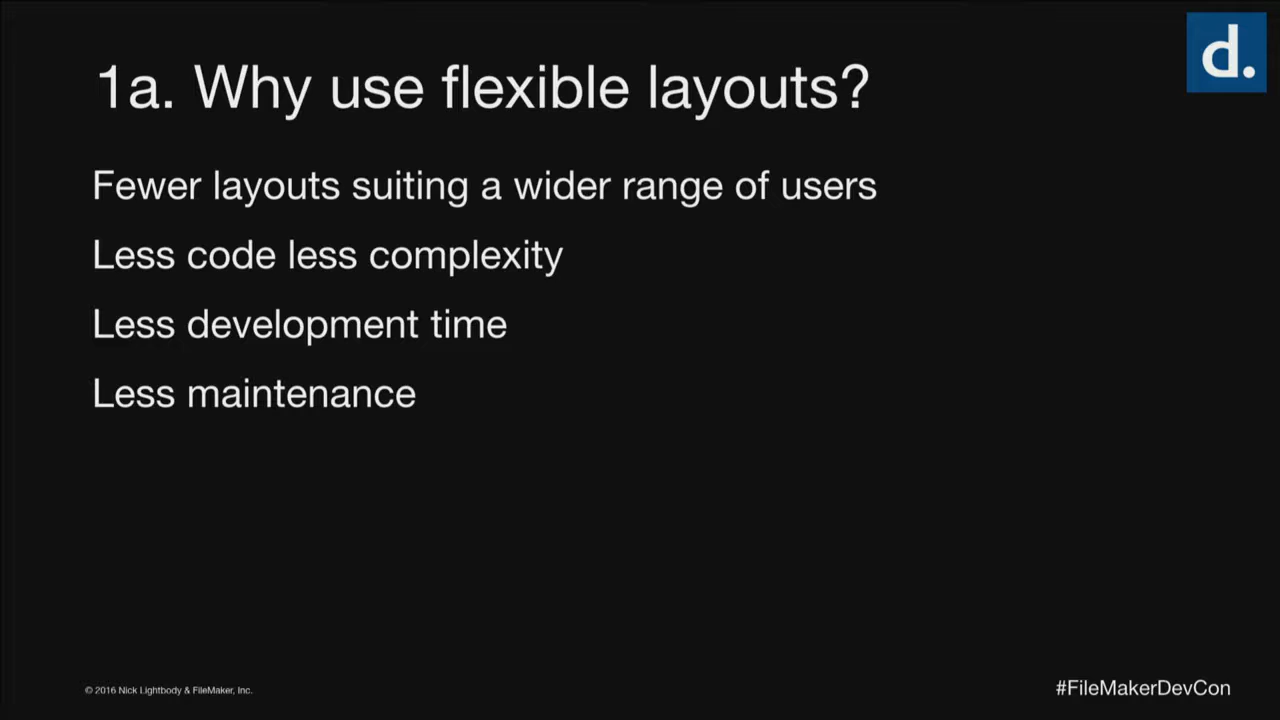 d.
1a. Why use flexible layouts?
Fewer layouts suiting a wider range of users
Less code less complexity
Less development time
Less maintenance
© 2016 Nick Lightbody & FileMaker, Inc.
#FileMakerDevCon